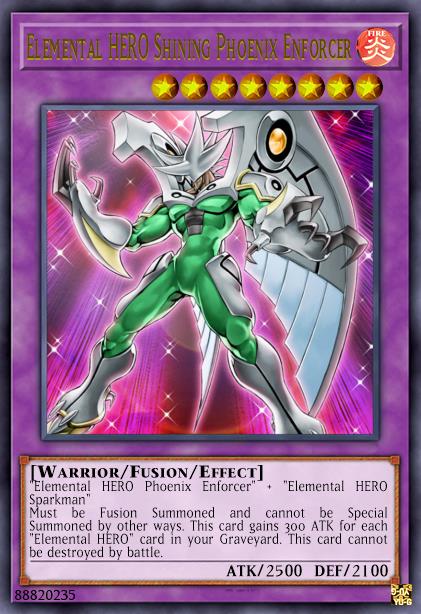 Elemental HERO Shining Phoenix Enforcer
FIRE
炎
[Warrior/Fusion/Effect]
"Elemental HERO Phoenix Enforcer" + "Elemental HERO
Sparkman"
Must be Fusion Summoned and cannot be Special
Summoned by other ways. This card gains 300 ATK for each
"Elemental HERO" card in your Graveyard. This card cannot
be destroyed by battle.
ATK/2500 DEF/2100
88820235